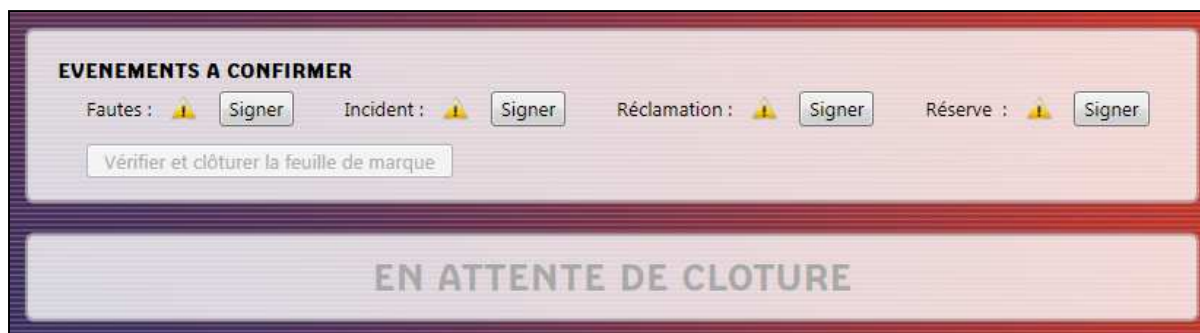 EVENEMENTS A CONFIRMER
Fautes : Signer Incident : Signer Réclamation : Signer Réserve : Signer
Vérifier et clôturer la feuille de marque
EN ATTENTE DE CLOTURE